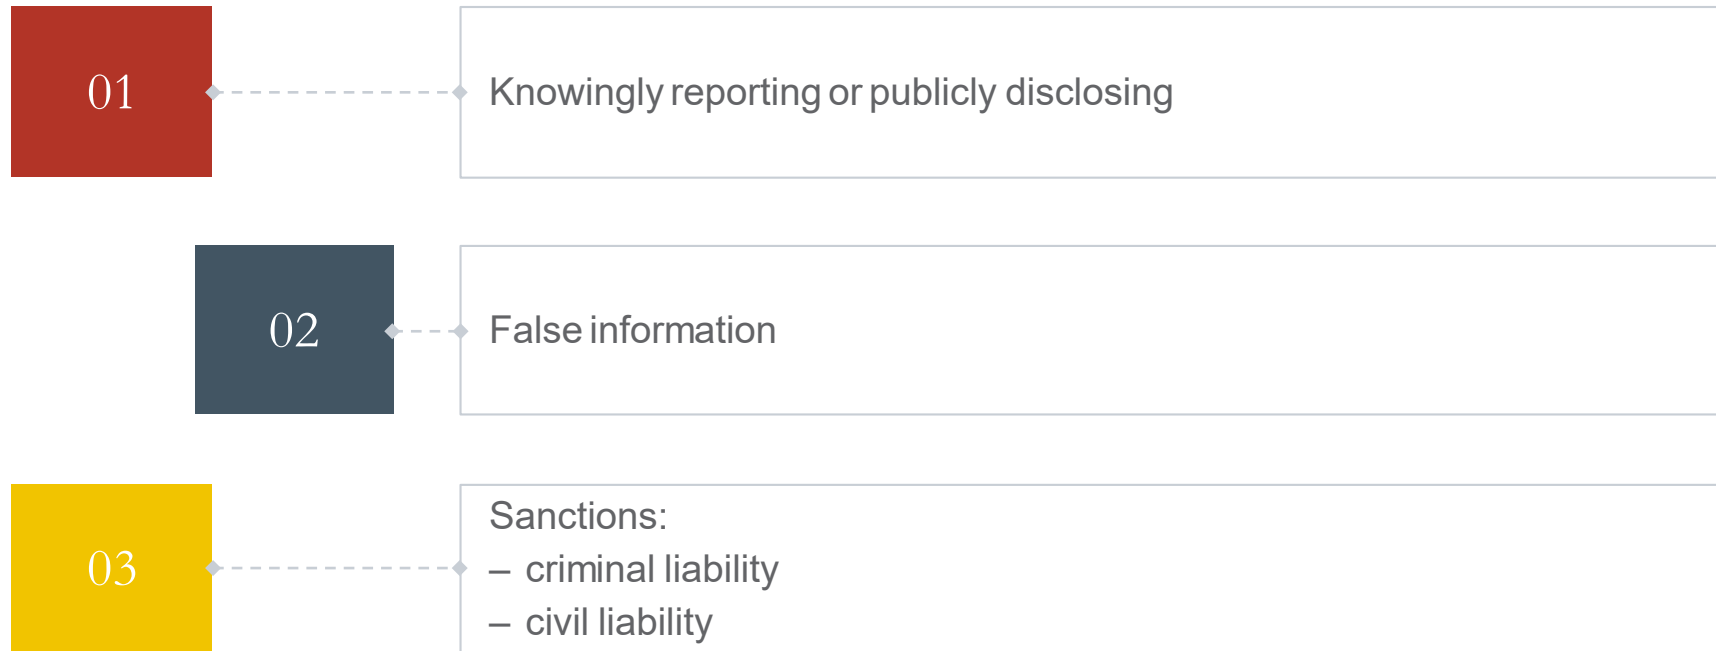 01
Knowingly reporting or publicly disclosing
02
False information
03
Sanctions:
– criminal liability
– civil liability